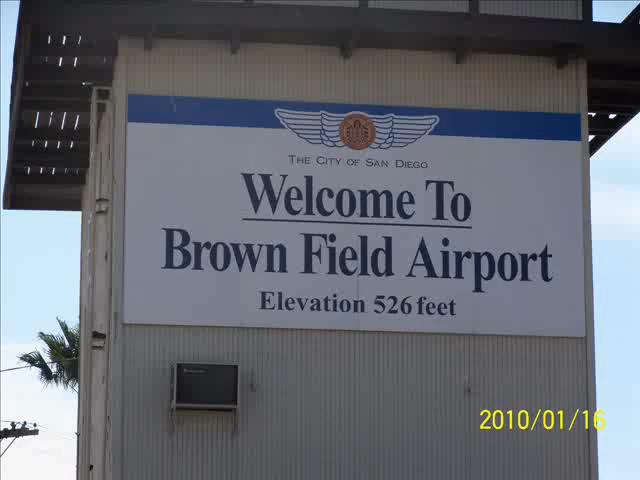 The City of San Diego
Welcome To
Brown Field Airport
Elevation 526 feet
2010/01/16